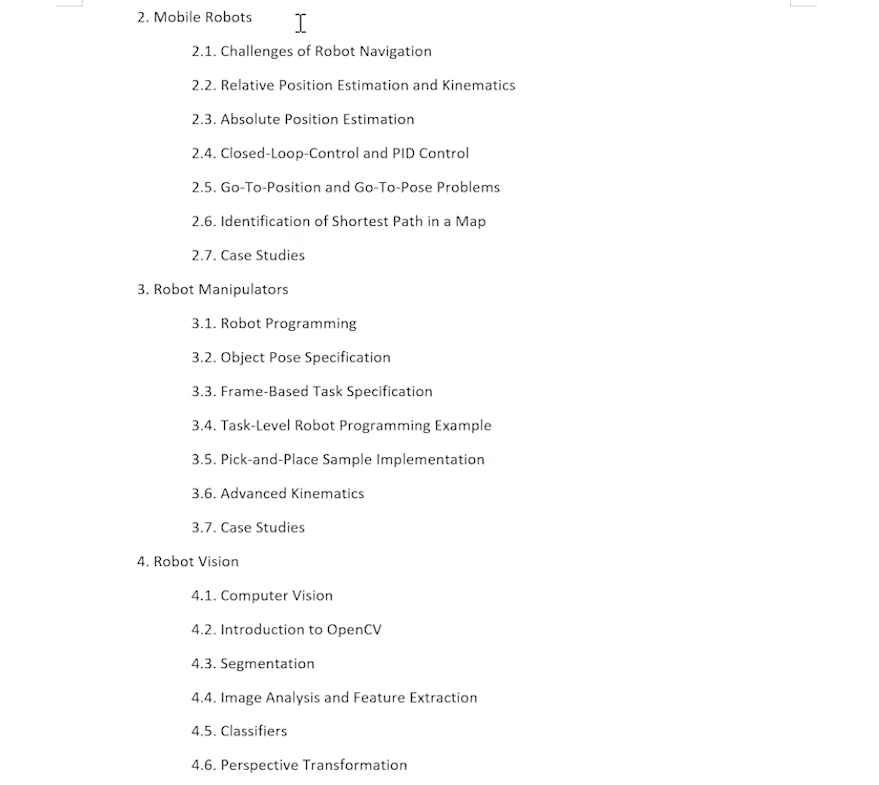 2. Mobile Robots
2.1. Challenges of Robot Navigation
2.2. Relative Position Estimation and Kinematics
2.3. Absolute Position Estimation
2.4. Closed-Loop-Control and PID Control
2.5. Go-To-Position and Go-To-Pose Problems
2.6. Identification of Shortest Path in a Map
2.7. Case Studies
3. Robot Manipulators
3.1. Robot Programming
3.2. Object Pose Specification
3.3. Frame-Based Task Specification
3.4. Task-Level Robot Programming Example
3.5. Pick-and-Place Sample Implementation
3.6. Advanced Kinematics
3.7. Case Studies
4. Robot Vision
4.1. Computer Vision
4.2. Introduction to OpenCV
4.3. Segmentation
4.4. Image Analysis and Feature Extraction
4.5. Classifiers
4.6. Perspective Transformation